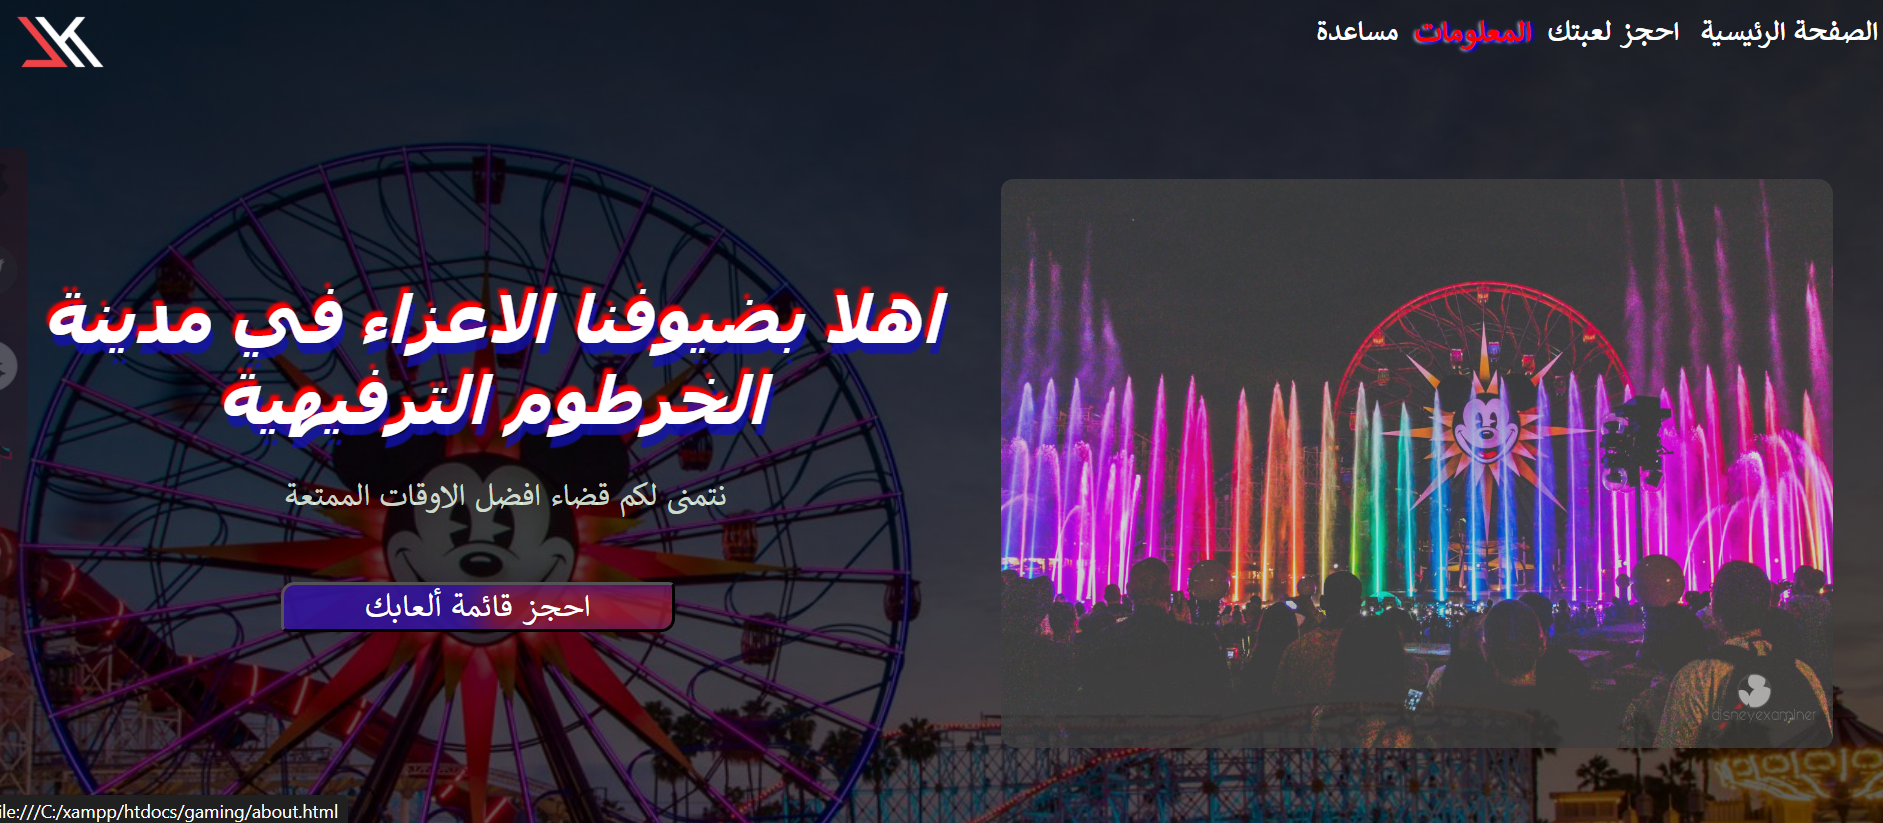 الصفحة الرئيسية احجز لعبتك المعلومات مساعدة
اهلا بضيوفنا الاعزاء في مدينة
الخرطوم الترفيهية
نتمنى لكم قضاء افضل الاوقات الممتعة
احجز قائمة ألعابك
disneyexaminer
ile:///C:/xampp/htdocs/gaming/about.html